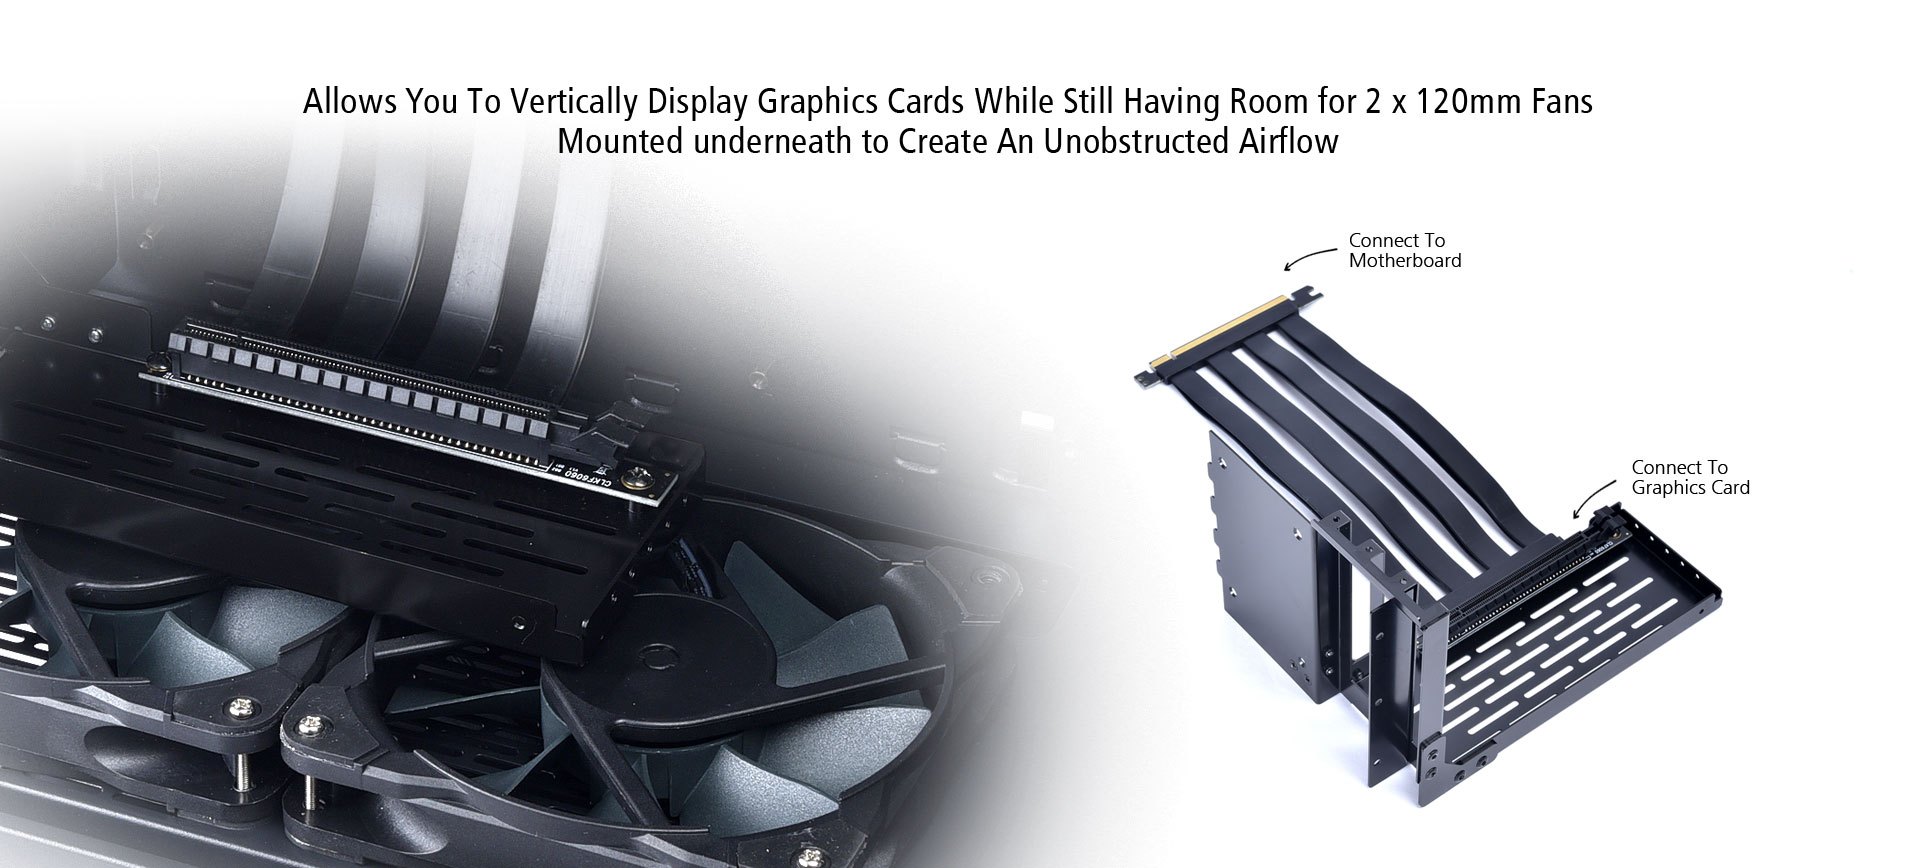 Allows You To Vertically Display Graphics Cards While Still Having Room for 2 x 120mm Fans
Mounted underneath to Create An Unobstructed Airflow
Connect To
Motherboard
Connect To
Graphics Card
CLKF6060